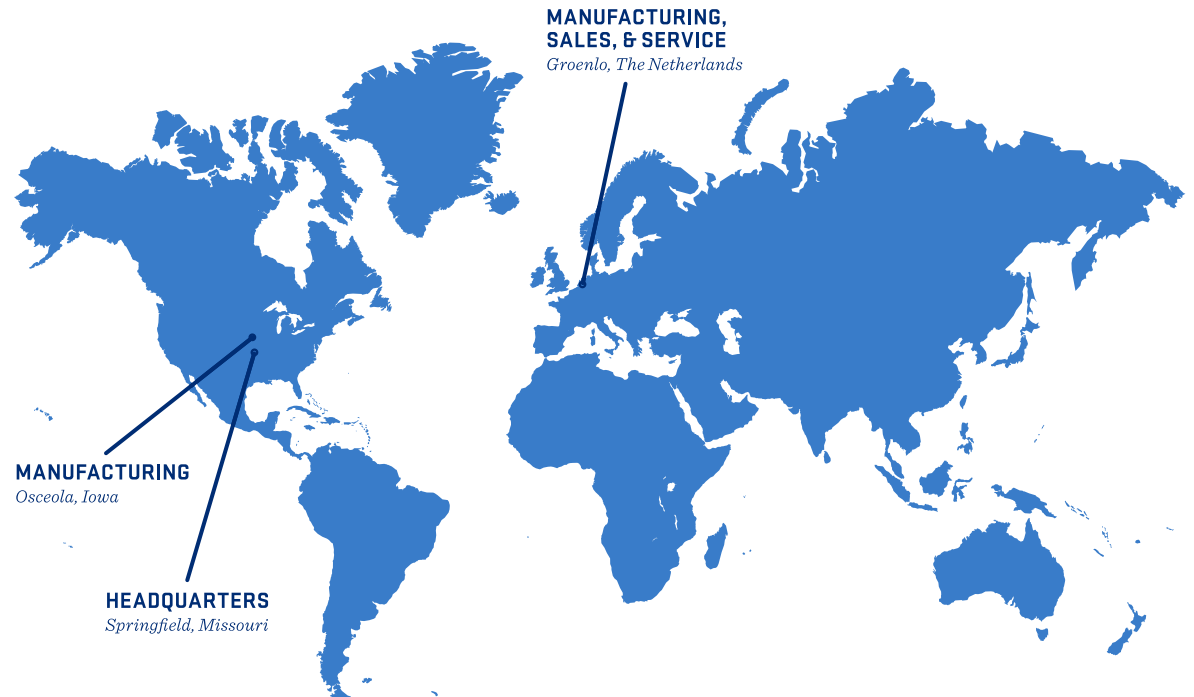 MANUFACTURING,
SALES, & SERVICE
Groenlo, The Netherlands
MANUFACTURING
Osceola, Iowa
HEADQUARTERS
Springfield, Missouri